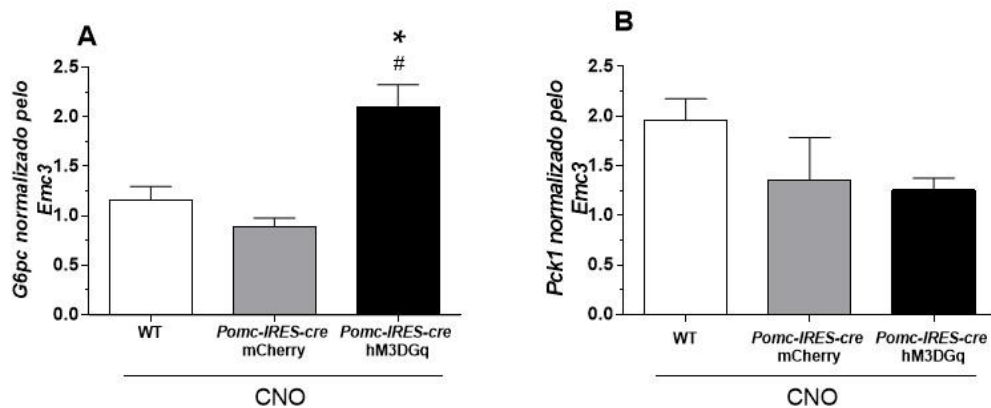 A
*
#
G6pc normalizado pelo
Emc3
2.5
2.0
1.5
1.0
0.5
0.0
WT
Pomc-IRES-cre
mCherry
Pomc-IRES-cre
hM3DGq
CNO
B
Pck1 normalizado pelo
Emc3
2.5
2.0
1.5
1.0
0.5
0.0
WT
Pomc-IRES-cre
mCherry
Pomc-IRES-cre
hM3DGq
CNO